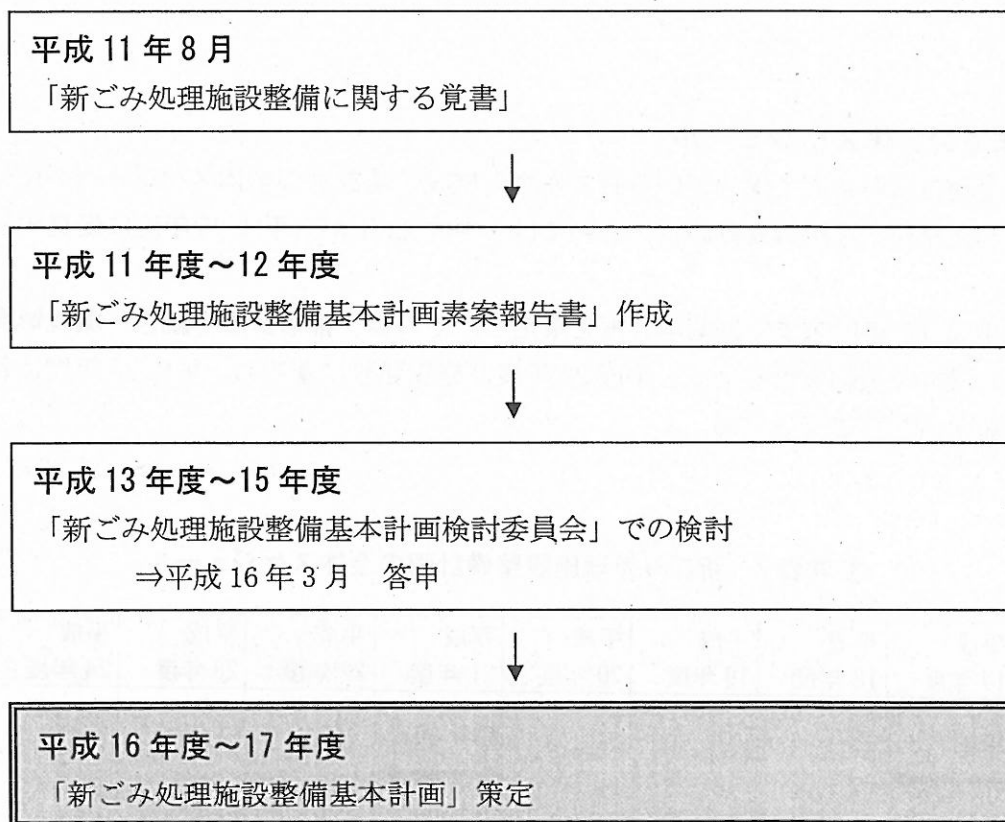 平成 11 年 8 月
「新ごみ処理施設整備に関する覚書」
平成 11 年度～12 年度
「新ごみ処理施設整備基本計画素案報告書」作成
平成 13 年度～15 年度
「新ごみ処理施設整備基本計画検討委員会」での検討
⇒平成 16 年 3 月　答申
平成 16 年度～17 年度
「新ごみ処理施設整備基本計画」策定